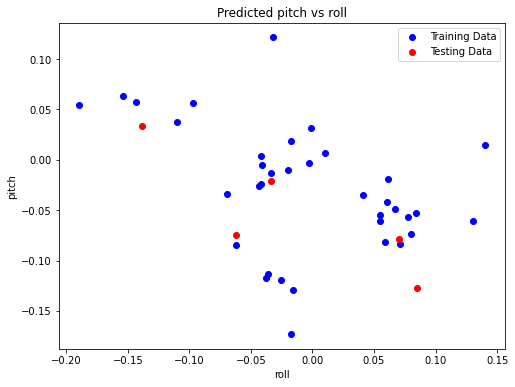 Predicted pitch vs roll
Training Data
Testing Data
0.10
0.05
0.00
−0.05
−0.10
−0.15
pitch
−0.20
−0.15
−0.10
−0.05
0.00
0.05
0.10
0.15
roll